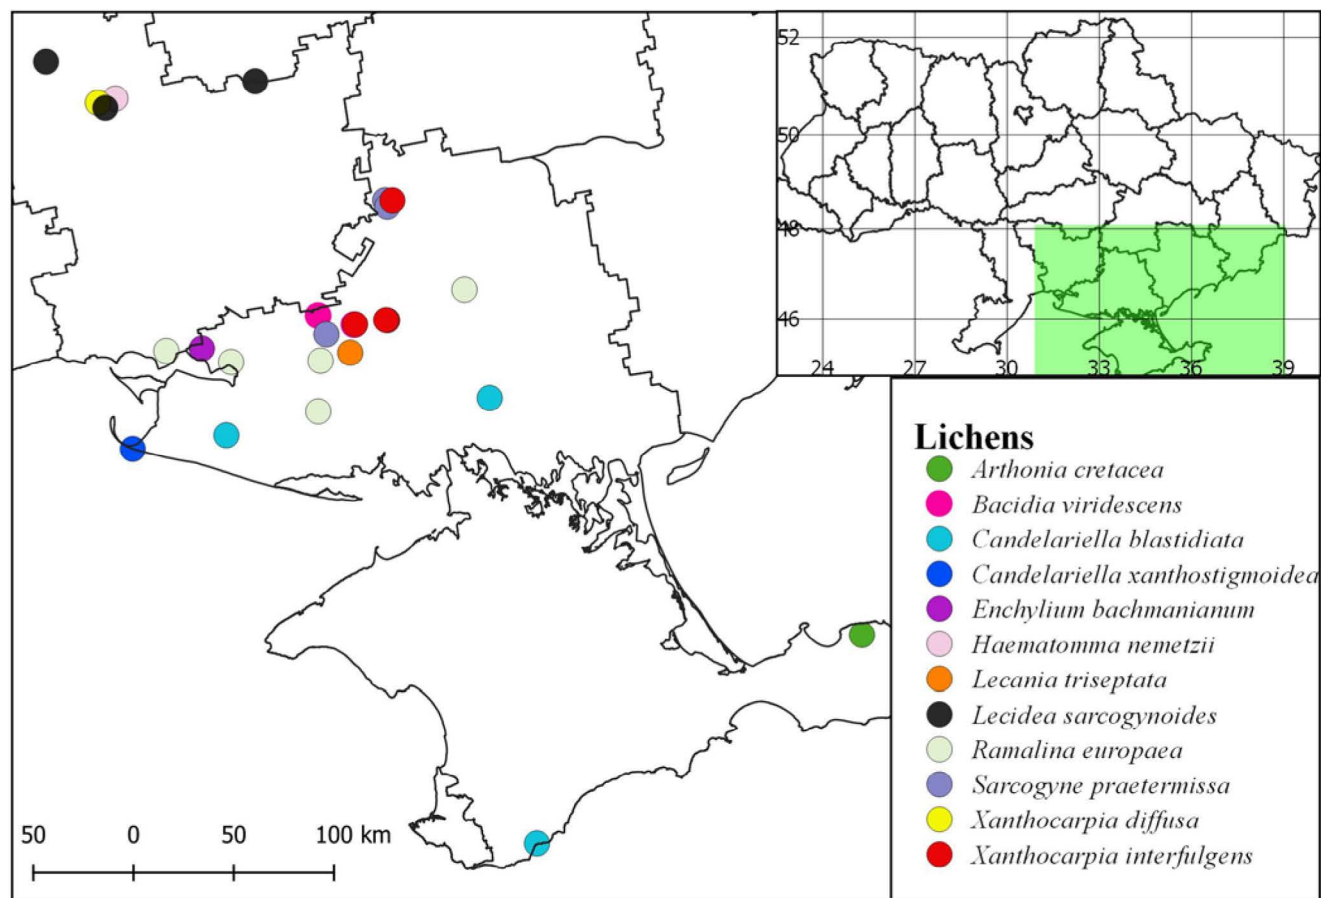 52
50
48
46
24
27
30
33
36
39
Lichens
Arthonia cretacea
Bacidia viridescens
Candelariella blastidiata
Candelariella xanthostigmoidea
Enchylium bachmanianum
Haematomma nemetzii
Lecania triseptata
Lecidea sarcogynoides
Ramalina europaea
Sarcogyne praetermissa
Xanthocarpia diffusa
Xanthocarpia interfulgens
50 0 50 100 km